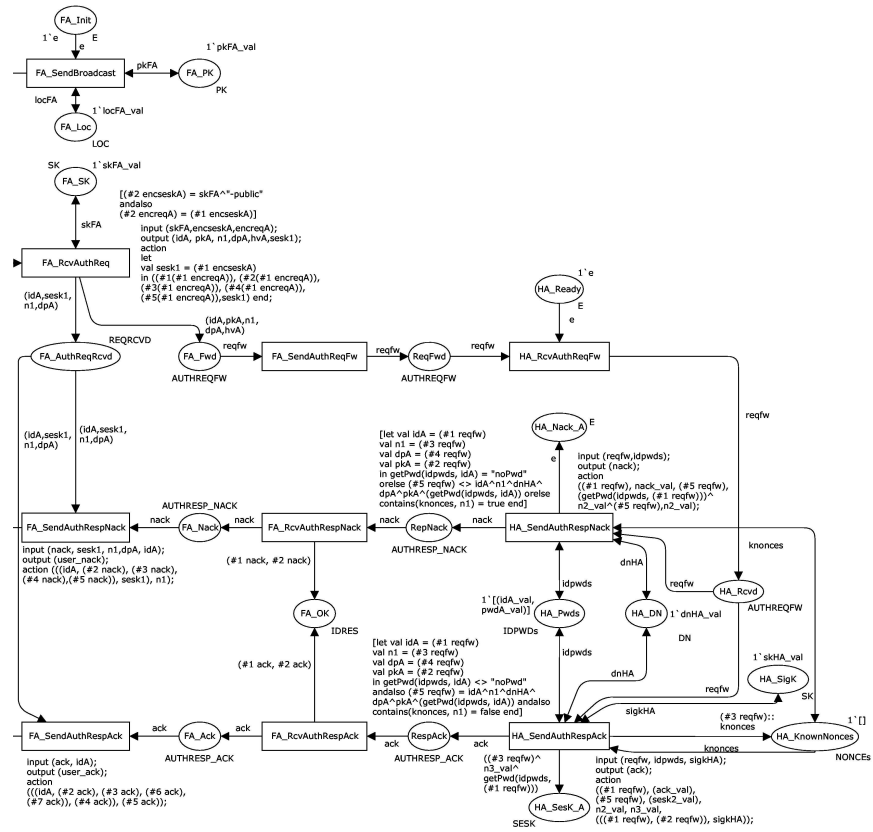 FA_Init
1`e
E
e
1`pkFA_val
FA_SendBroadcast
pkFA
FA_PK
PK
locFA
1`locFA_val
FA_Loc
LOC
SK
1`skFA_val
FA_SK
[(#2 encseskA) = skFA^"-public"
andalso
(#2 encreqA) = (#1 encseskA)]
skFA
input (skFA,encseskA,encreqA);
output (idA, pkA, n1,dpA,hvA,sesk1);
action
let
val sesk1 = (#1 encseskA)
in ((#1(#1 encreqA)), (#2(#1 encreqA)),
(#3(#1 encreqA)), (#4(#1 encreqA)),
(#5(#1 encreqA)),sesk1) end;
FA_RcvAuthReq
(idA,sesk1,
n1,dpA)
(idA,pkA,n1,
dpA,hvA)
1`e
HA_Ready
E
e
REQRCVD
FA_AuthReqRcvd
FA_Fwd
AUTHREQFW
reqfw
FA_SendAuthReqFw
reqfw
ReqFwd
AUTHREQFW
reqfw
HA_RcvAuthReqFw
reqfw
(idA,sesk1,
n1,dpA)
(idA,sesk1,
n1,dpA)
[let val idA = (#1 reqfw)
val n1 = (#3 reqfw)
val dpA = (#4 reqfw)
val pkA = (#2 reqfw)
in getPwd(idpwds, idA) = "noPwd"
orelse (#5 reqfw) <> idA^n1^dnHA^
dpA^pkA^(getPwd(idpwds, idA)) orelse
contains(knonces, n1) = true end]
HA_Nack_A
E
e
input (reqfw,idpwds);
output (nack);
action
((#1 reqfw), nack_val, (#5 reqfw),
(getPwd(idpwds, (#1 reqfw)))^
n2_val^(#5 reqfw),n2_val);
AUTHRESP_NACK
FA_SendAuthRespNack
nack
FA_Nack
nack
FA_RcvAuthRespNack
nack
RepNack
AUTHRESP_NACK
nack
HA_SendAuthRespNack
knonces
input (nack, sesk1, n1,dpA, idA);
output (user_nack);
action (((idA, (#2 nack), (#3 nack),
(#4 nack),(#5 nack)), sesk1), n1);
(#1 nack, #2 nack)
idpwds
dnHA
reqfw
HA_Rcvd
AUTHREQFW
FA_OK
IDRES
1`[(idA_val,
pwdA_val)]
HA_Pwds
IDPWDs
HA_DN
1`dnHA_val
DN
(#1 ack, #2 ack)
[let val idA = (#1 reqfw)
val n1 = (#3 reqfw)
val dpA = (#4 reqfw)
val pkA = (#2 reqfw)
in getPwd(idpwds, idA) <> "noPwd"
andalso (#5 reqfw) = idA^n1^dnHA^
dpA^pkA^(getPwd(idpwds, idA)) andalso
contains(knonces, n1) = false end]
idpwds
dnHA
reqfw
sigkHA
1`skHA_val
HA_SigK
SK
FA_SendAuthRespAck
ack
FA_Ack
AUTHRESP_ACK
ack
FA_RcvAuthRespAck
ack
RespAck
AUTHRESP_ACK
ack
HA_SendAuthRespAck
(#3 reqfw)::
knonces
knonces
1`[]
HA_KnownNonces
NONCEs
input (ack, idA);
output (user_ack);
action
(((idA, (#2 ack), (#3 ack), (#6 ack),
(#7 ack)), (#4 ack)), (#5 ack));
((#3 reqfw)^
n3_val^
getPwd(idpwds,
(#1 reqfw)))
HA_SesK_A
SESK
input (reqfw, idpwds, sigkHA);
output (ack);
action
((#1 reqfw), (ack_val),
(#5 reqfw), (sesk2_val),
n2_val, n3_val,
(((#1 reqfw), (#2 reqfw)), sigkHA));